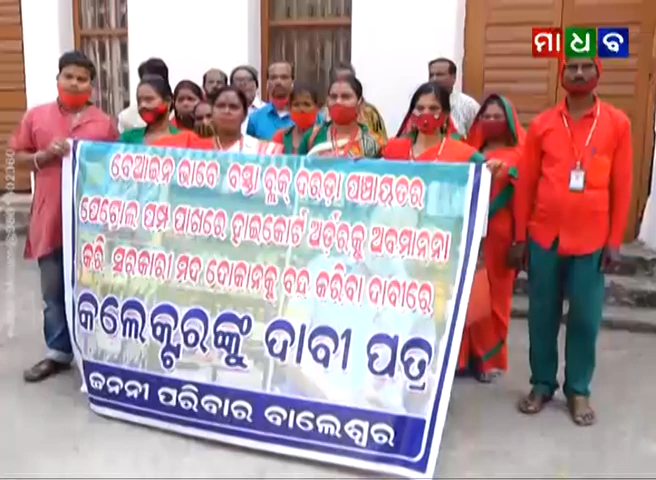 ମାଧବ
ବେଆଇନ ଭାବେ ବସ୍ତା ବ୍ଲକ୍ ଦରଡ଼ା ପଞ୍ଚାୟତର
ପେଟ୍ରୋଲ ପମ୍ପ ପାଖରେ ହାଇକୋର୍ଟ ଅର୍ଡରକୁ ଅବମାନନା
କରି ସରକାରୀ ମଦ ଦୋକାନକୁ ବନ୍ଦ କରିବା ଦାବୀରେ
କଲେକ୍ଟରଙ୍କୁ ଦାବୀ ପତ୍ର
ଜନନୀ ପରିବାର ବାଲେଶ୍ୱର